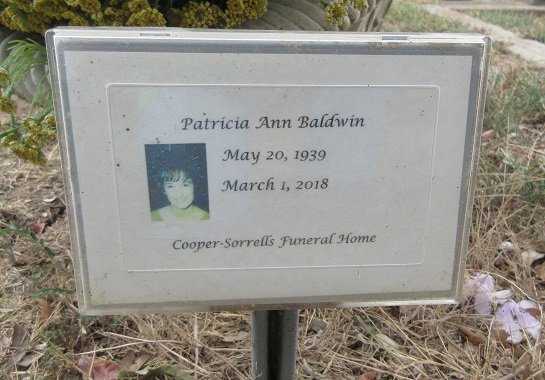 Patricia Ann Baldwin
May 20, 1939
March 1, 2018
Cooper-Sorrells Funeral Home